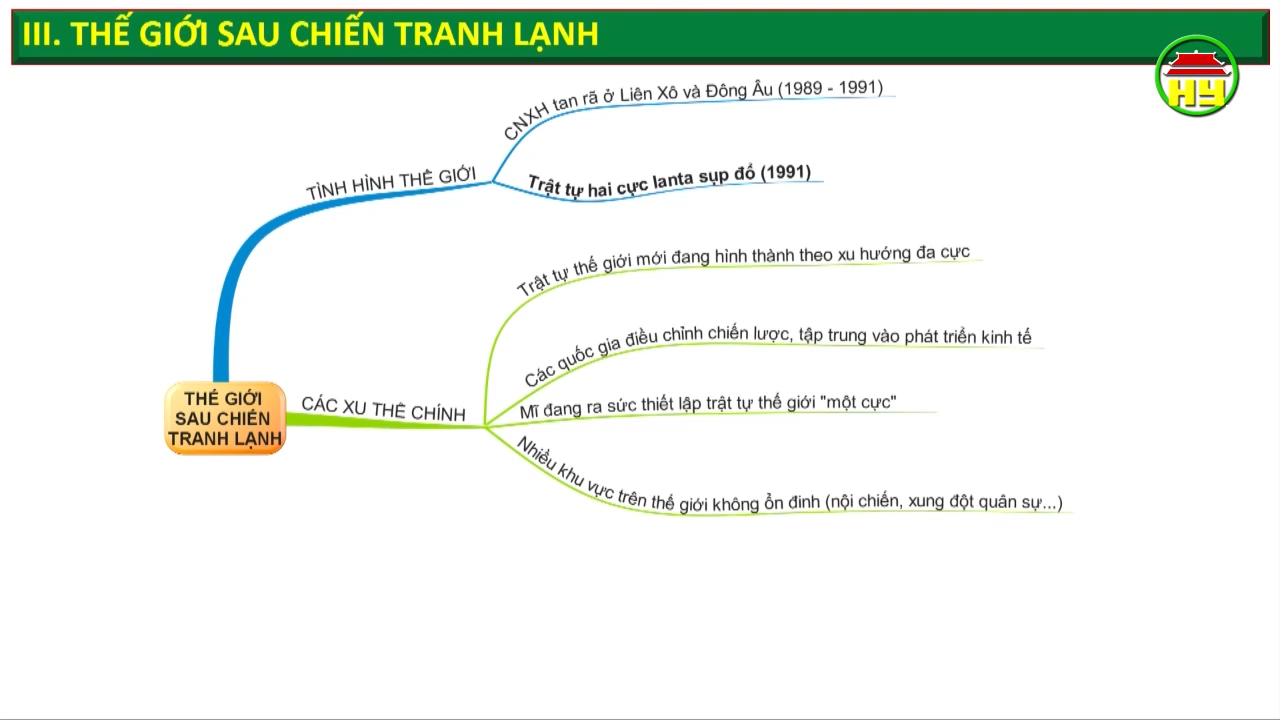 III. THẾ GIỚI SAU CHIẾN TRANH LẠNH
HY
CNXH tan rã ở Liên Xô và Đông Âu (1989 - 1991)
TÌNH HÌNH THẾ GIỚI
Trật tự hai cực Ianta sụp đổ (1991)
Trật tự thế giới mới đang hình thành theo xu hướng đa cực
Các quốc gia điều chỉnh chiến lược, tập trung vào phát triển kinh tế
THẾ GIỚI
SAU CHIẾN
TRANH LẠNH
CÁC XU THẾ CHÍNH
Mĩ đang ra sức thiết lập trật tự thế giới "một cực"
Nhiều khu vực trên thế giới không ổn đinh (nội chiến, xung đột quân sự...)